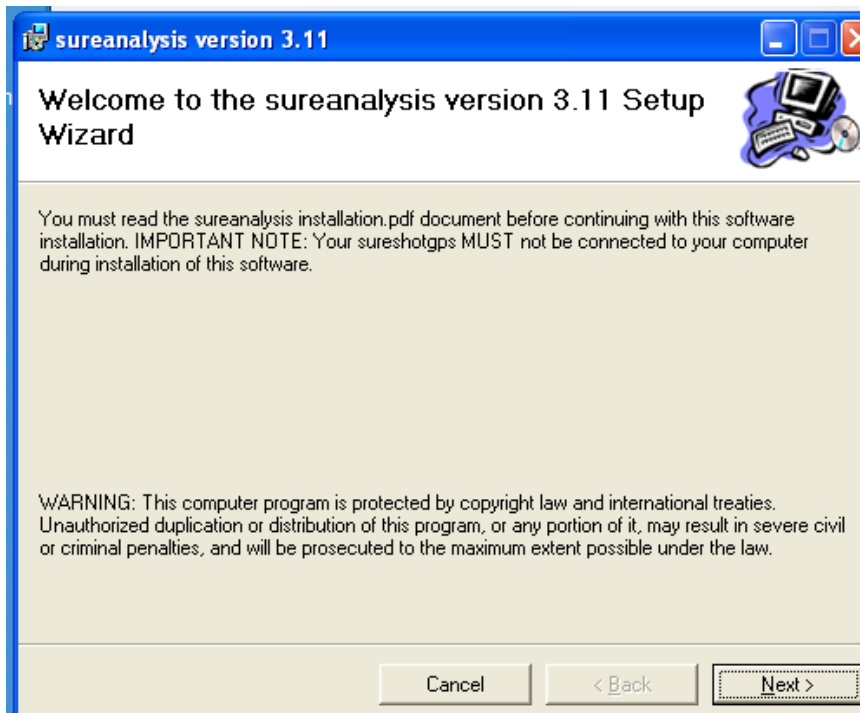 sureanalysis version 3.11
Welcome to the sureanalysis version 3.11 Setup
Wizard
You must read the sureanalysis installation.pdf document before continuing with this software
installation. IMPORTANT NOTE: Your sureshotgps MUST not be connected to your computer
during installation of this software.
WARNING: This computer program is protected by copyright law and international treaties.
Unauthorized duplication or distribution of this program, or any portion of it, may result in severe civil
or criminal penalties, and will be prosecuted to the maximum extent possible under the law.
Cancel
< Back
Next >